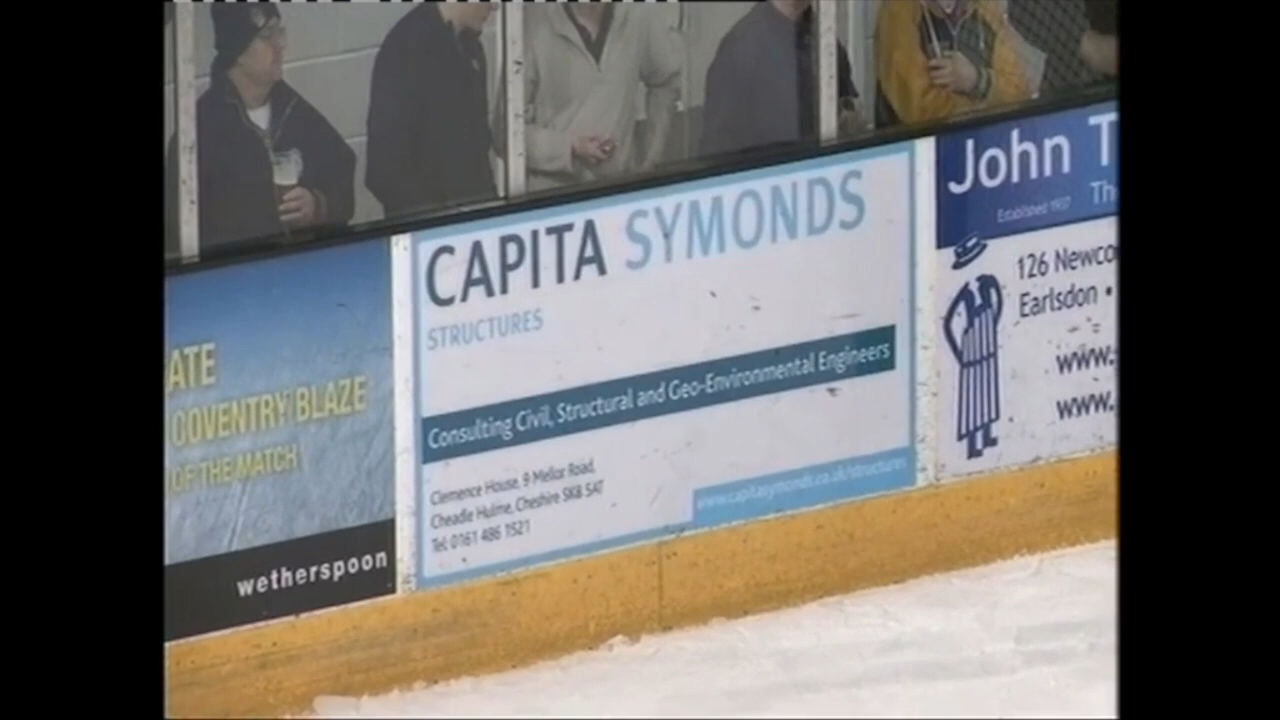 ATE
COVENTRY BLAZE
OF THE MATCH
wetherspoon
CAPITA SYMONDS
STRUCTURES
Consulting Civil, Structural and Geo-Environmental Engineers
Clemence House, 9 Mellor Road,
Cheadle Hulme, Cheshire SK8 5AT
Tel: 0161 486 1521
www.capitasymonds.co.uk/structures
John T
Th
Established 1937
126 Newco
Earlsdon •
www.
www.